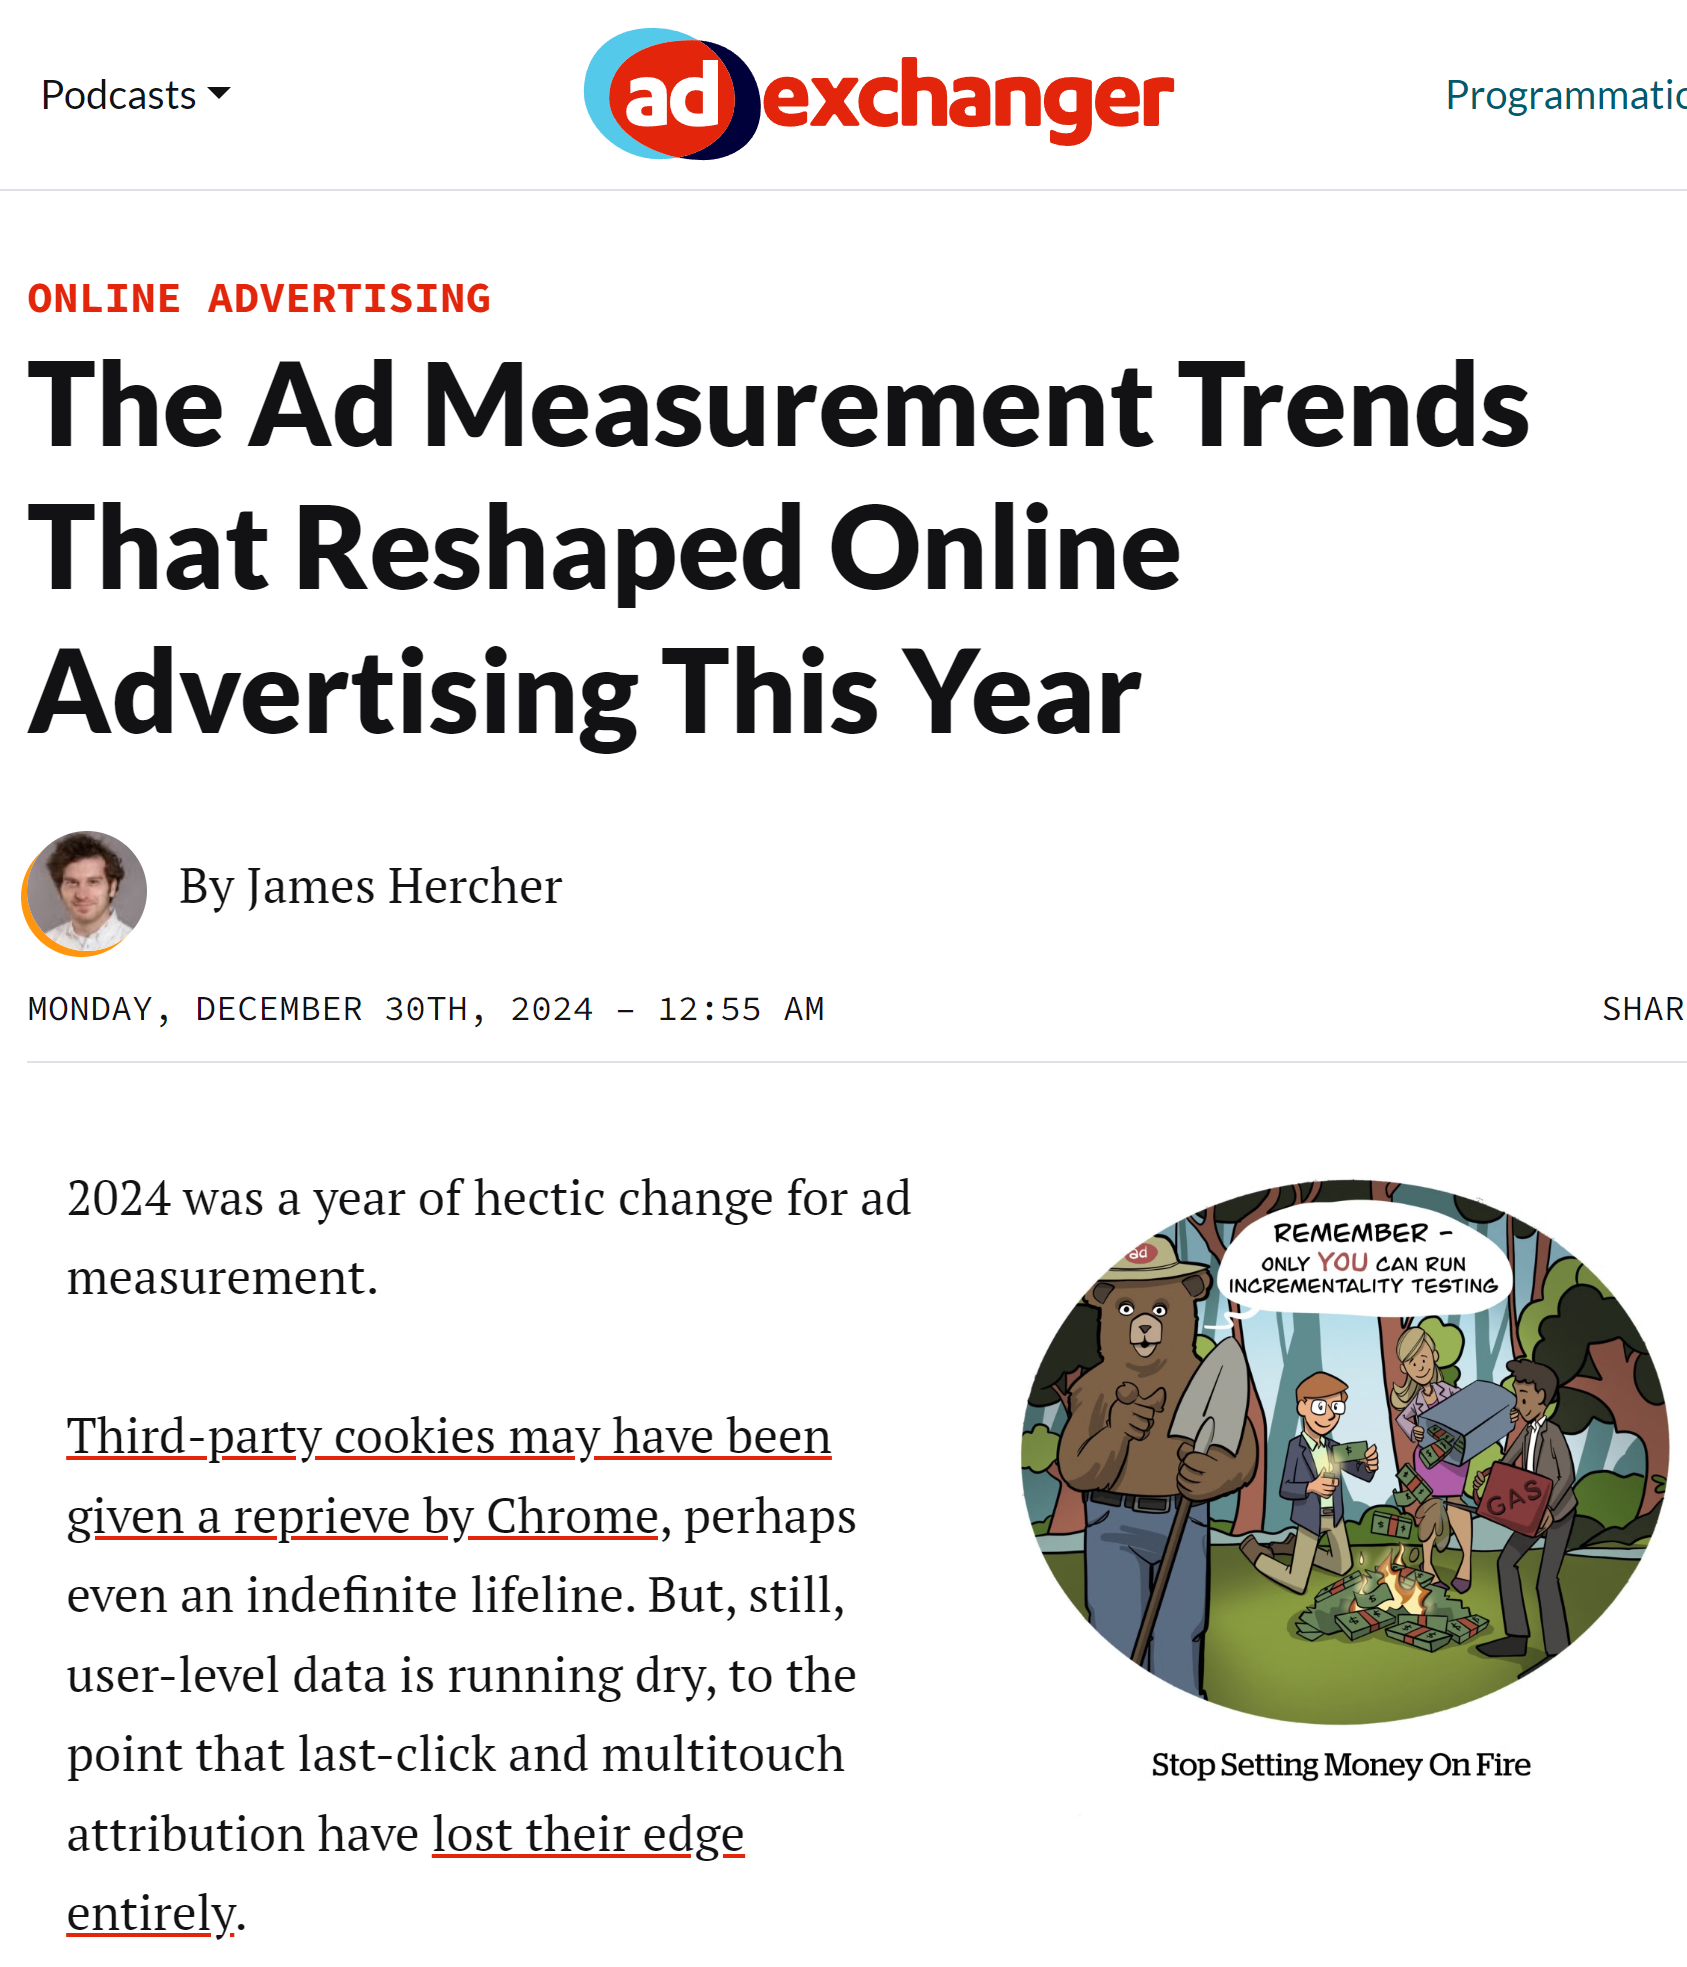 Podcasts
ad exchanger
Programmatic
ONLINE ADVERTISING
The Ad Measurement Trends
That Reshaped Online
Advertising This Year
By James Hercher
MONDAY, DECEMBER 30TH, 2024 – 12:55 AM
SHAR
2024 was a year of hectic change for ad
measurement.
Third-party cookies may have been
given a reprieve by Chrome, perhaps
even an indefinite lifeline. But, still,
user-level data is running dry, to the
point that last-click and multitouch
attribution have lost their edge
entirely.
ad
REMEMBER –
ONLY YOU CAN RUN
INCREMENTALITY TESTING
GAS
Stop Setting Money On Fire